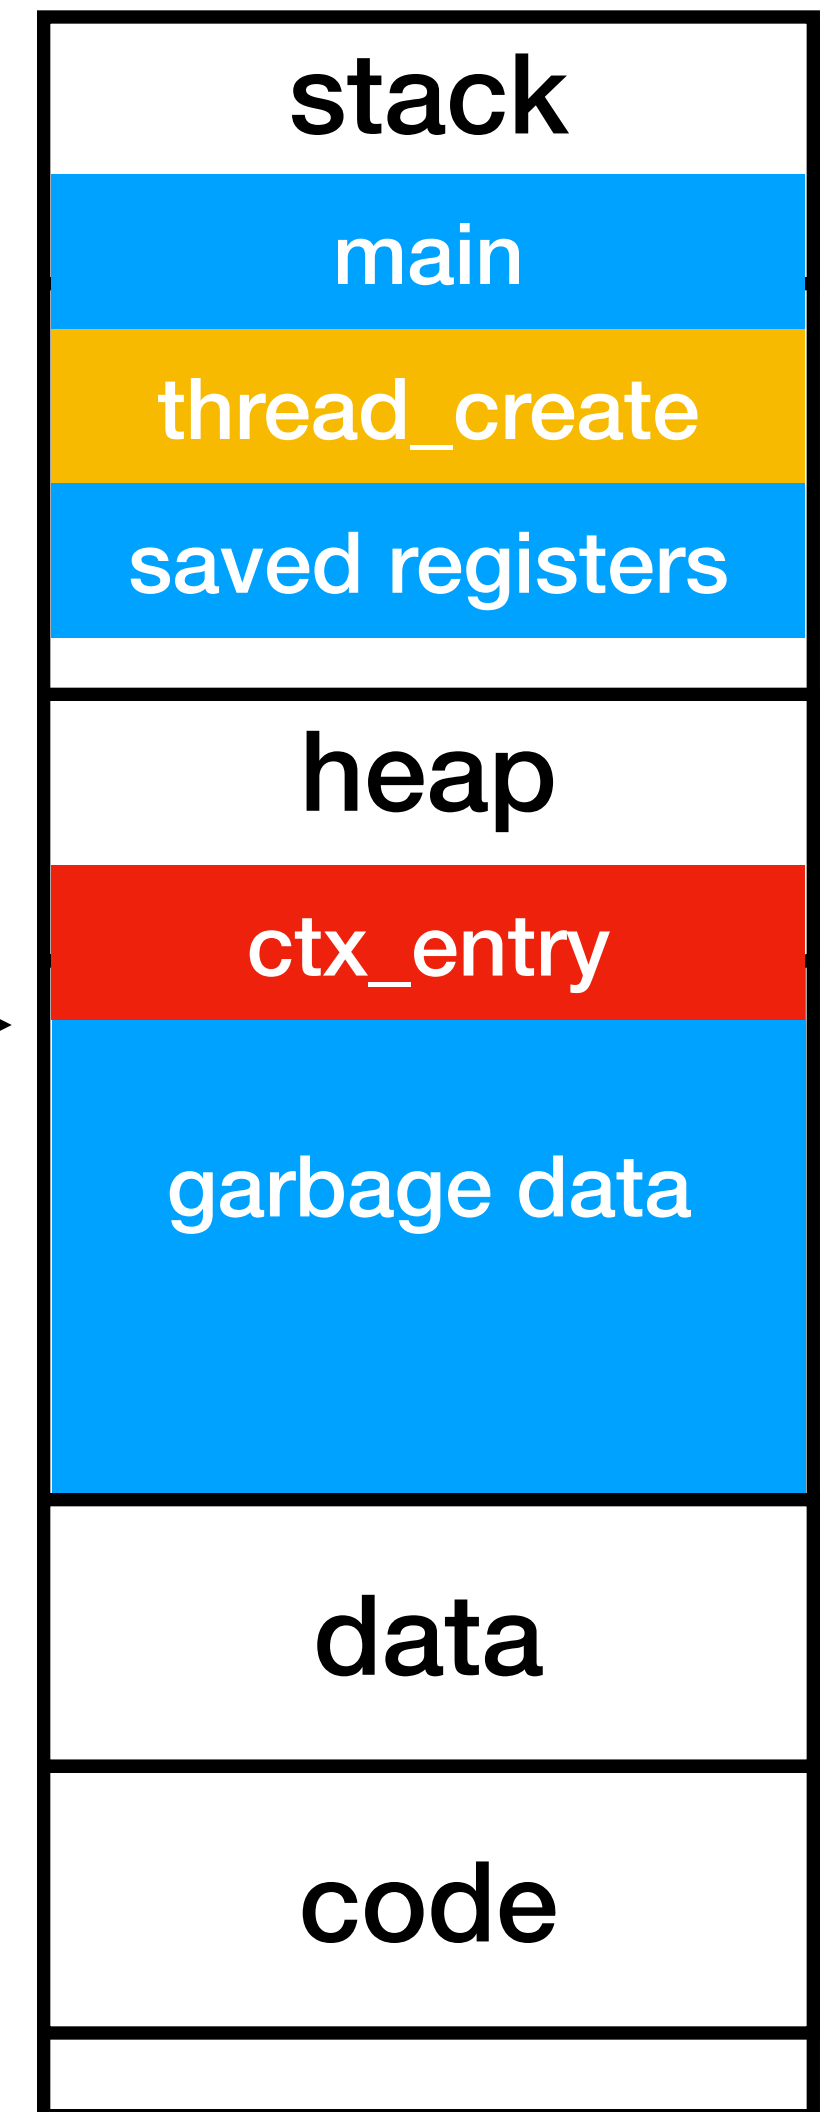 stack
main
thread_create
saved registers
heap
ctx_entry
garbage data
data
code